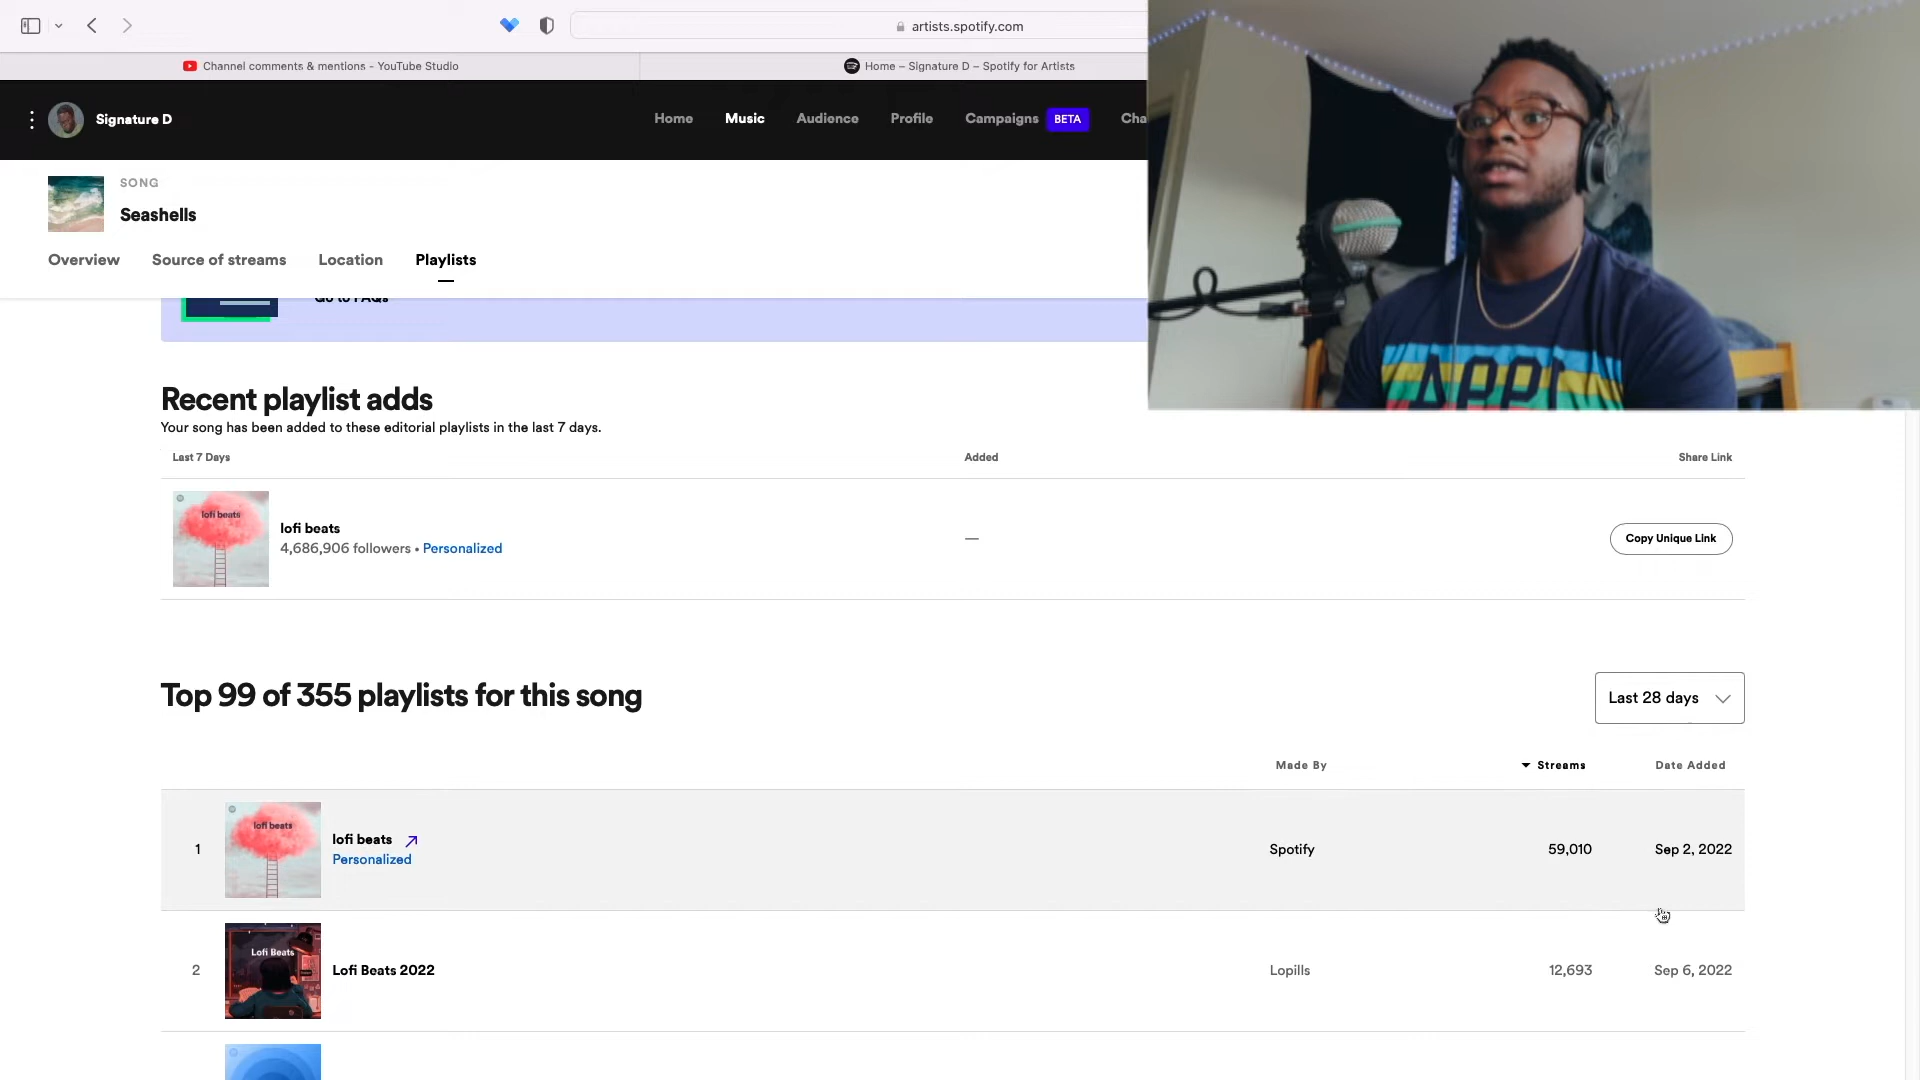 artists.spotify.com
Channel comments & mentions - YouTube Studio
Home – Signature D – Spotify for Artists
Signature D
Home
Music
Audience
Profile
Campaigns
BETA
SONG
Seashells
Overview
Source of streams
Location
Playlists
Go to FAQs
Recent playlist adds
Your song has been added to these editorial playlists in the last 7 days.
Last 7 Days
Added
Share Link
lofi beats
lofi beats
4,686,906 followers • Personalized
—
Copy Unique Link
Top 99 of 355 playlists for this song
Last 28 days
Made By
Streams
Date Added
1
lofi beats
lofi beats
Personalized
Spotify
59,010
Sep 2, 2022
2
Lofi Beats
Lofi Beats 2022
Lopills
12,693
Sep 6, 2022